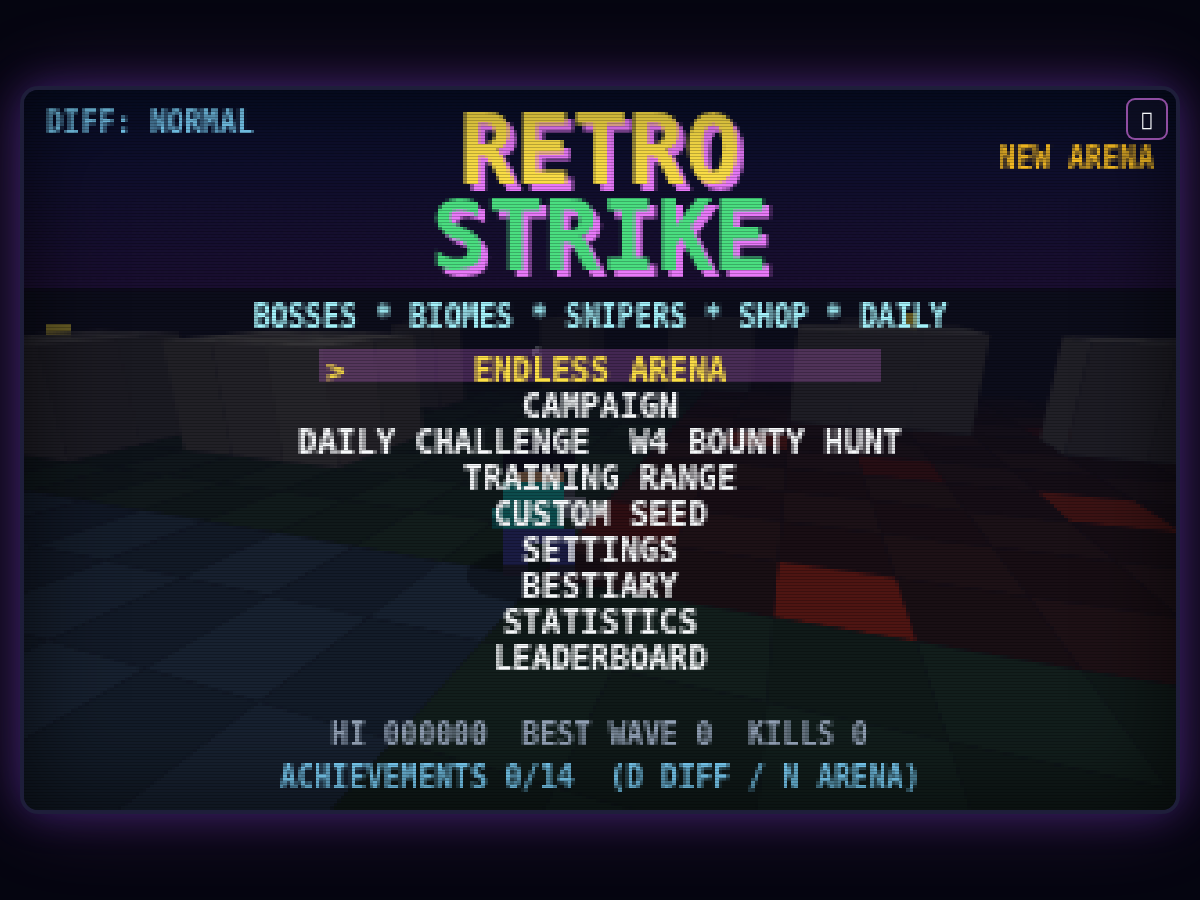 DIFF: NORMAL
RETRO
STRIKE
NEW ARENA
BOSSES * BIOMES * SNIPERS * SHOP * DAILY
> ENDLESS ARENA
CAMPAIGN
DAILY CHALLENGE W4 BOUNTY HUNT
TRAINING RANGE
CUSTOM SEED
SETTINGS
BESTIARY
STATISTICS
LEADERBOARD
HI 000000 BEST WAVE 0 KILLS 0
ACHIEVEMENTS 0/14 (D DIFF / N ARENA)